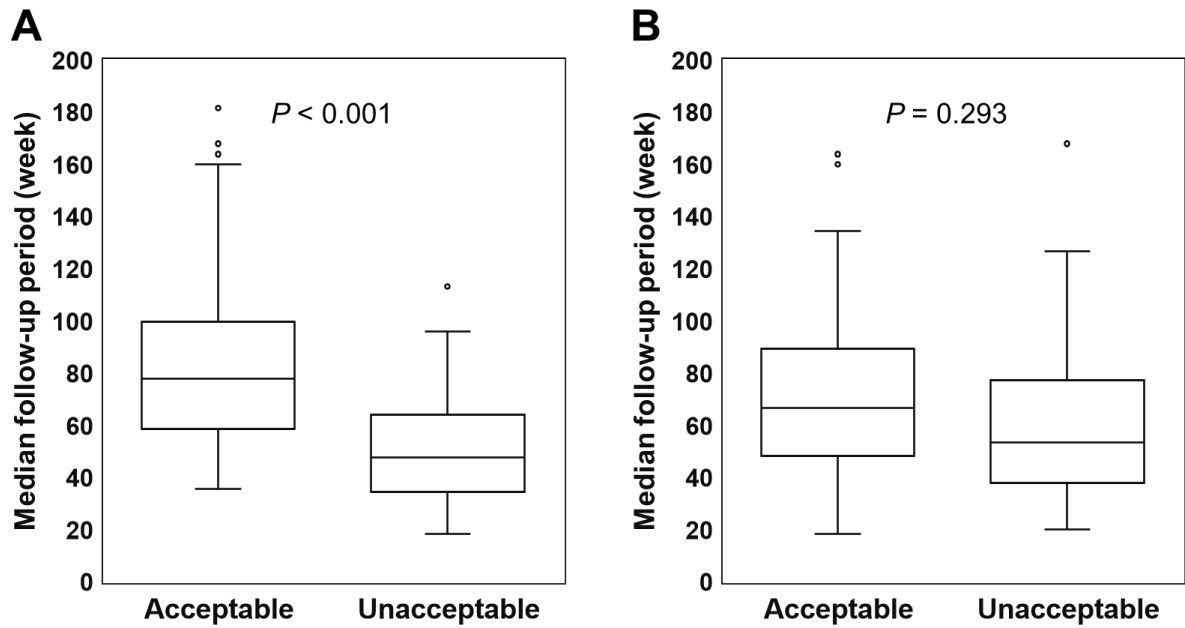 A
Median follow-up period (week)
200
180
160
140
120
100
80
60
40
20
0
P < 0.001
Acceptable
Unacceptable
B
Median follow-up period (week)
200
180
160
140
120
100
80
60
40
20
0
P = 0.293
Acceptable
Unacceptable